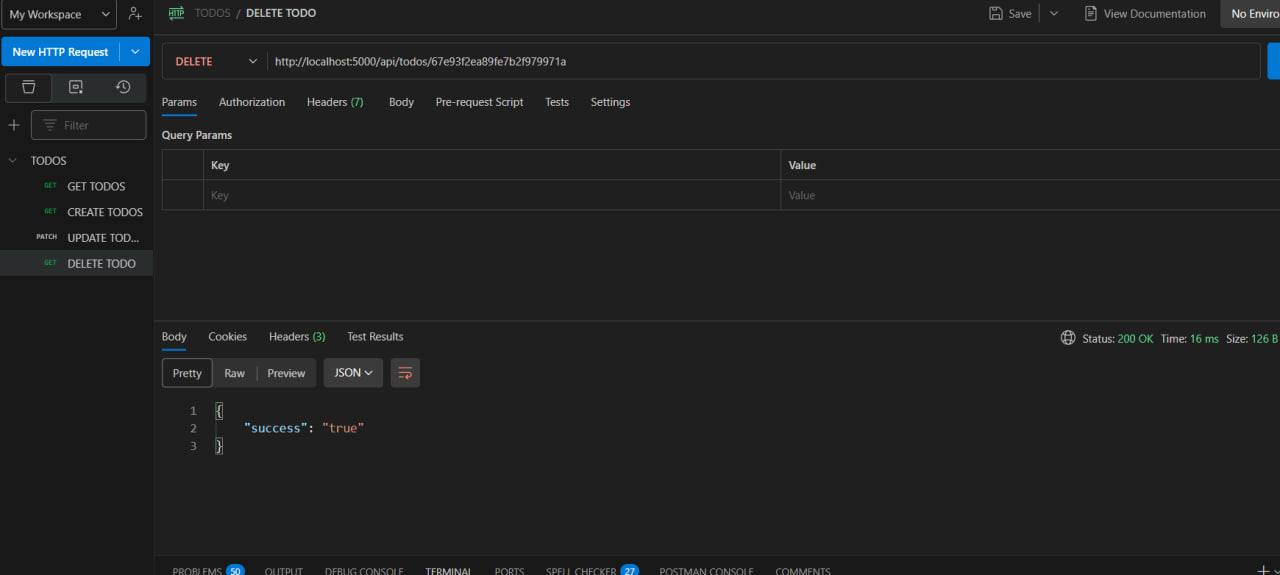 My Workspace
New HTTP Request
Filter
TODOS
GET GET TODOS
GET CREATE TODOS
PATCH UPDATE TOD...
GET DELETE TODO
HTTP TODOS / DELETE TODO
Save
View Documentation
No Enviro
DELETE http://localhost:5000/api/todos/67e93f2ea89fe7b2f979971a
Params Authorization Headers (7) Body Pre-request Script Tests Settings
Query Params
Key Value
Key Value
Body Cookies Headers (3) Test Results
Status: 200 OK Time: 16 ms Size: 126 B
Pretty Raw Preview JSON
1 {
2 "success": "true"
3 }
PROBLEMS 50 OUTPUT DEBUG CONSOLE TERMINAL PORTS SPELL CHECKER 27 POSTMAN CONSOLE COMMENTS